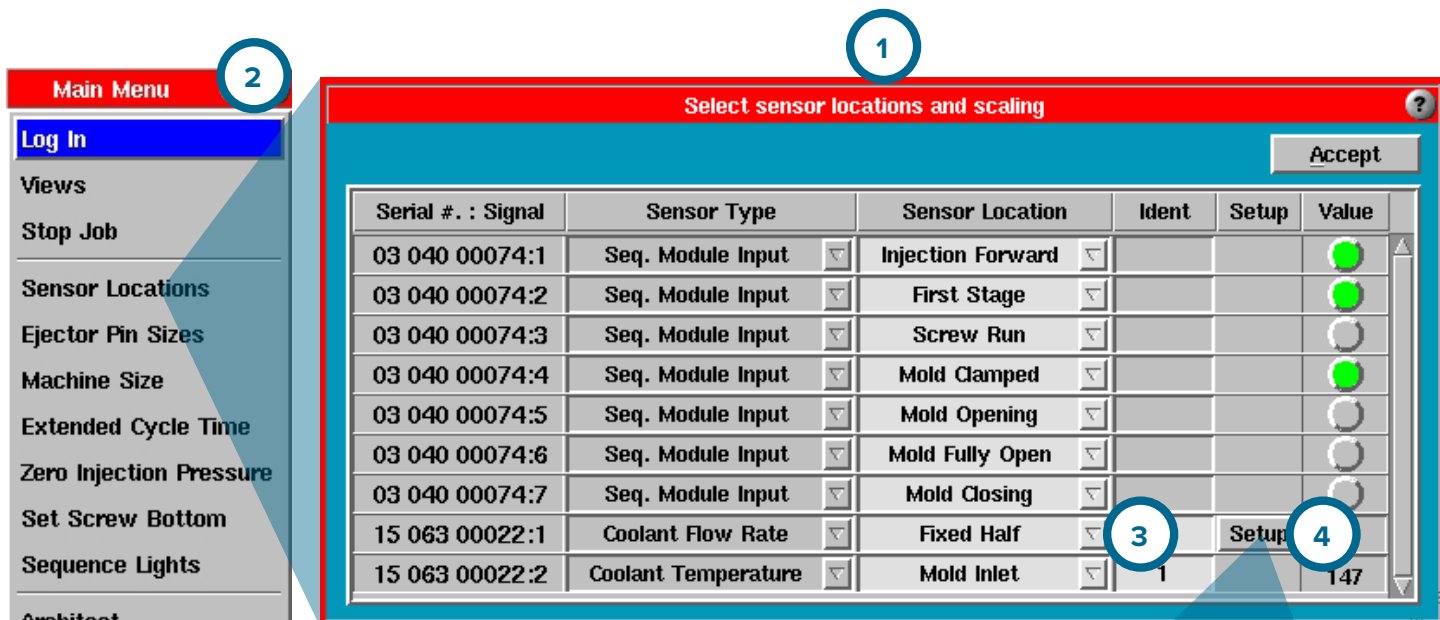 1
2
Main Menu
Log In
Views
Stop Job
Sensor Locations
Ejector Pin Sizes
Machine Size
Extended Cycle Time
Zero Injection Pressure
Set Screw Bottom
Sequence Lights
Select sensor locations and scaling ?
Accept
Serial #. : Signal Sensor Type Sensor Location Ident Setup Value
03 040 00074:1 Seq. Module Input Injection Forward
03 040 00074:2 Seq. Module Input First Stage
03 040 00074:3 Seq. Module Input Screw Run
03 040 00074:4 Seq. Module Input Mold Clamped
03 040 00074:5 Seq. Module Input Mold Opening
03 040 00074:6 Seq. Module Input Mold Fully Open
03 040 00074:7 Seq. Module Input Mold Closing
15 063 00022:1 Coolant Flow Rate Fixed Half 3 Setup 4
15 063 00022:2 Coolant Temperature Mold Inlet 1 147